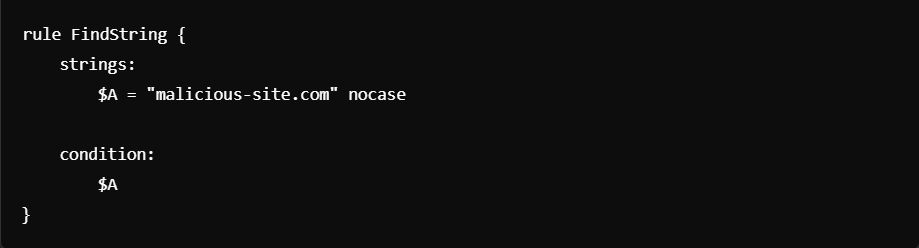 rule FindString {
    strings:
        $A = "malicious-site.com" nocase

    condition:
        $A
}